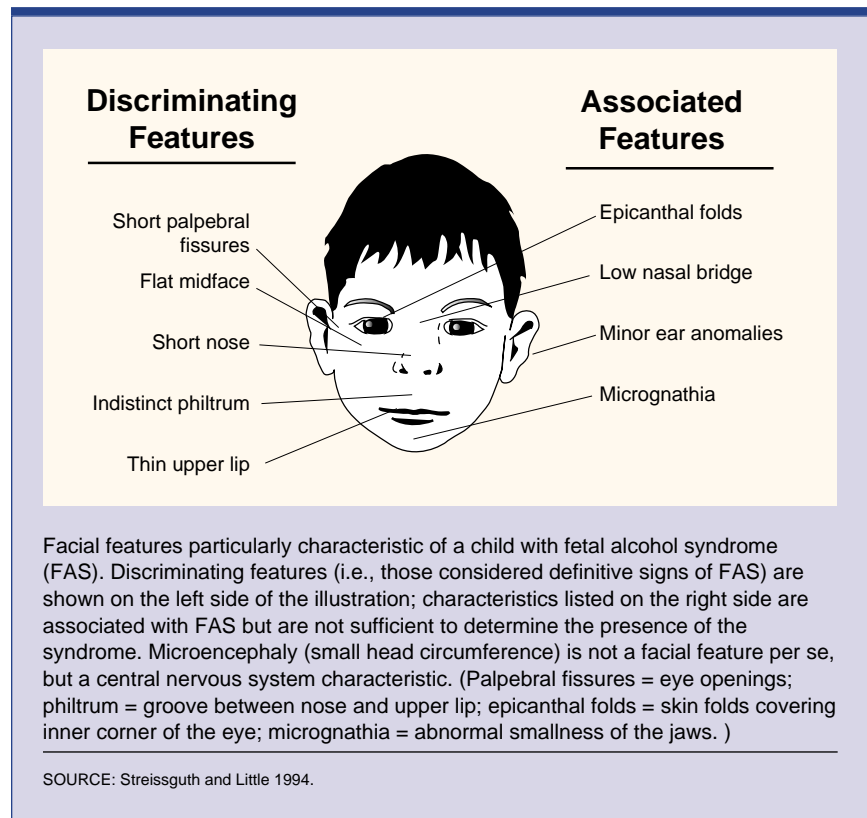 Discriminating
Features
Associated
Features
Short palpebral
fissures
Flat midface
Short nose
Indistinct philtrum
Thin upper lip
Epicanthal folds
Low nasal bridge
Minor ear anomalies
Micrognathia
Facial features particularly characteristic of a child with fetal alcohol syndrome
(FAS). Discriminating features (i.e., those considered definitive signs of FAS) are
shown on the left side of the illustration; characteristics listed on the right side are
associated with FAS but are not sufficient to determine the presence of the
syndrome. Microencephaly (small head circumference) is not a facial feature per se,
but a central nervous system characteristic. (Palpebral fissures = eye openings;
philtrum = groove between nose and upper lip; epicanthal folds = skin folds covering
inner corner of the eye; micrognathia = abnormal smallness of the jaws. )
SOURCE: Streissguth and Little 1994.